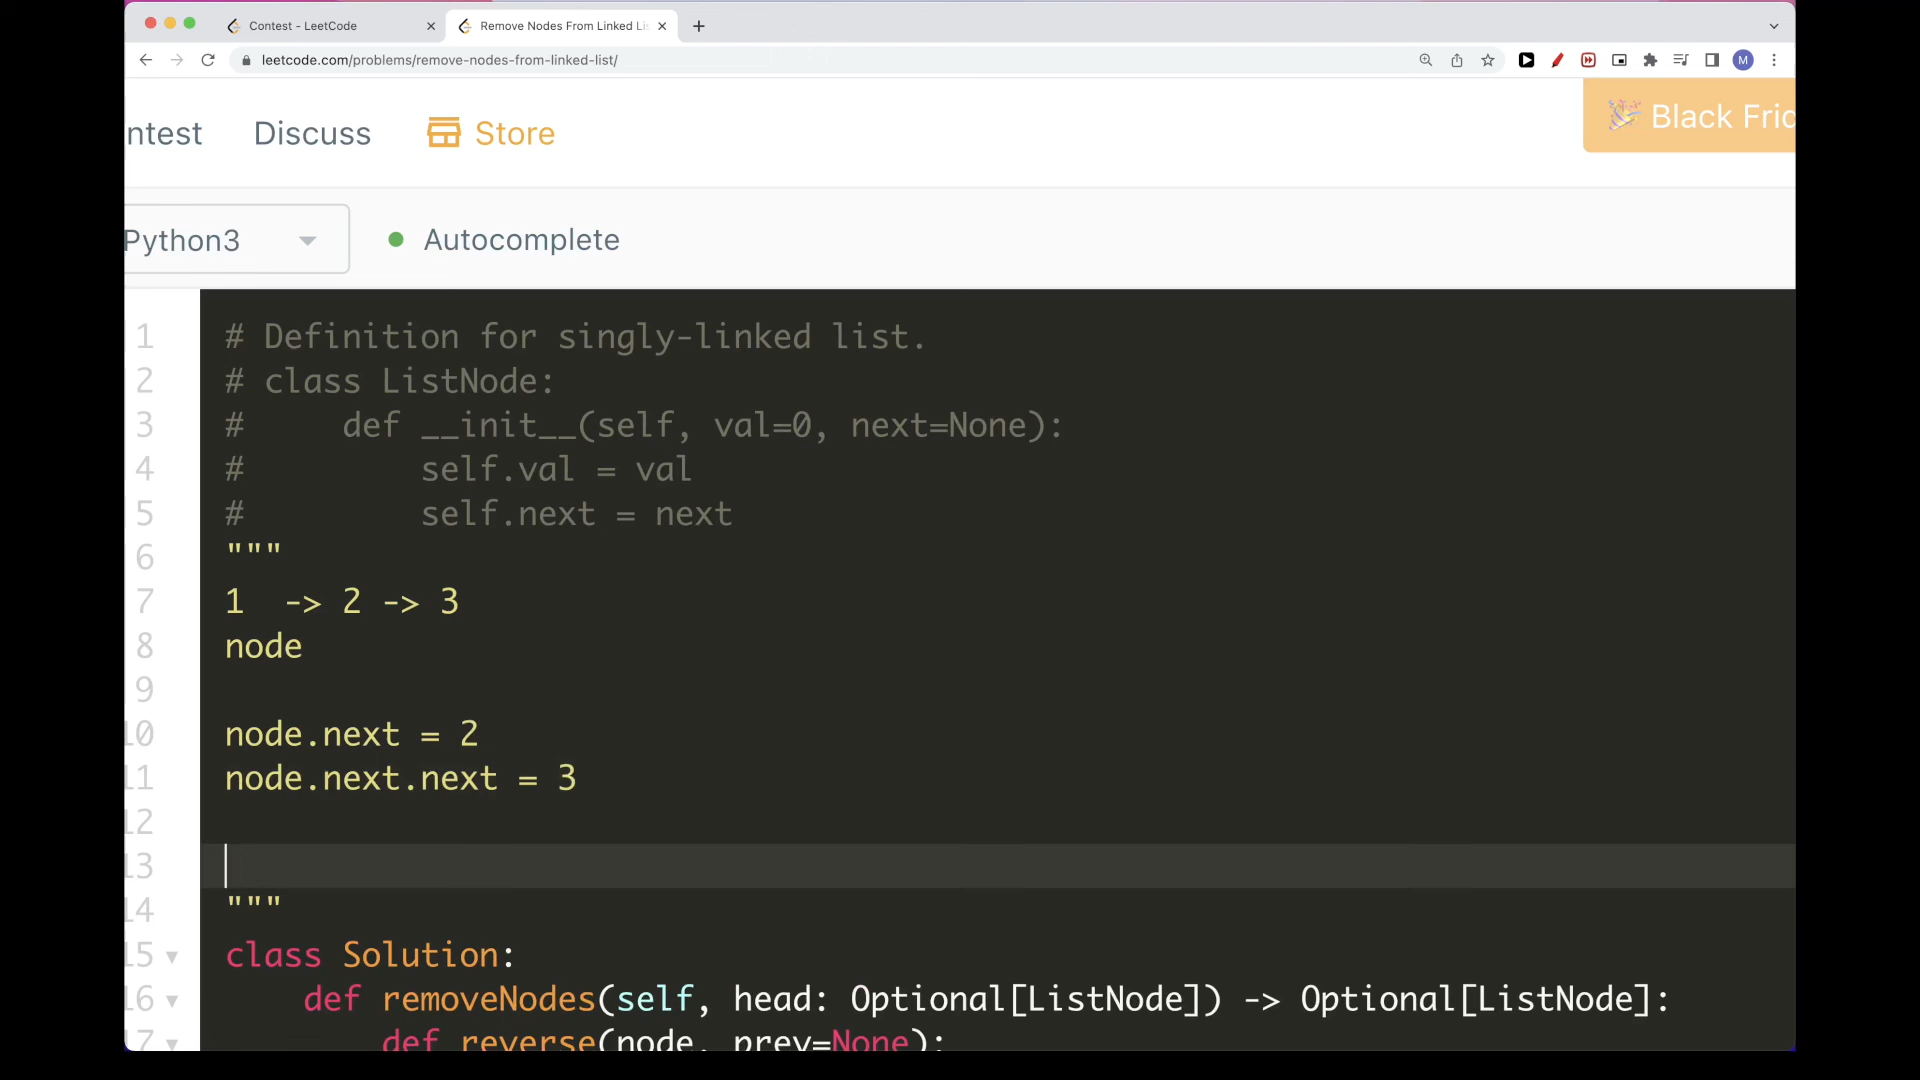 Contest - LeetCode
Remove Nodes From Linked Li
leetcode.com/problems/remove-nodes-from-linked-list/
M
ntest Discuss Store
Black Fric
Python3 Autocomplete
1 # Definition for singly-linked list.
2 # class ListNode:
3 #     def __init__(self, val=0, next=None):
4 #         self.val = val
5 #         self.next = next
6 """
7 1  -> 2 -> 3
8 node
9
10 node.next = 2
11 node.next.next = 3
12
13
14 """
15 class Solution:
16     def removeNodes(self, head: Optional[ListNode]) -> Optional[ListNode]:
17         def reverse(node, prev=None):